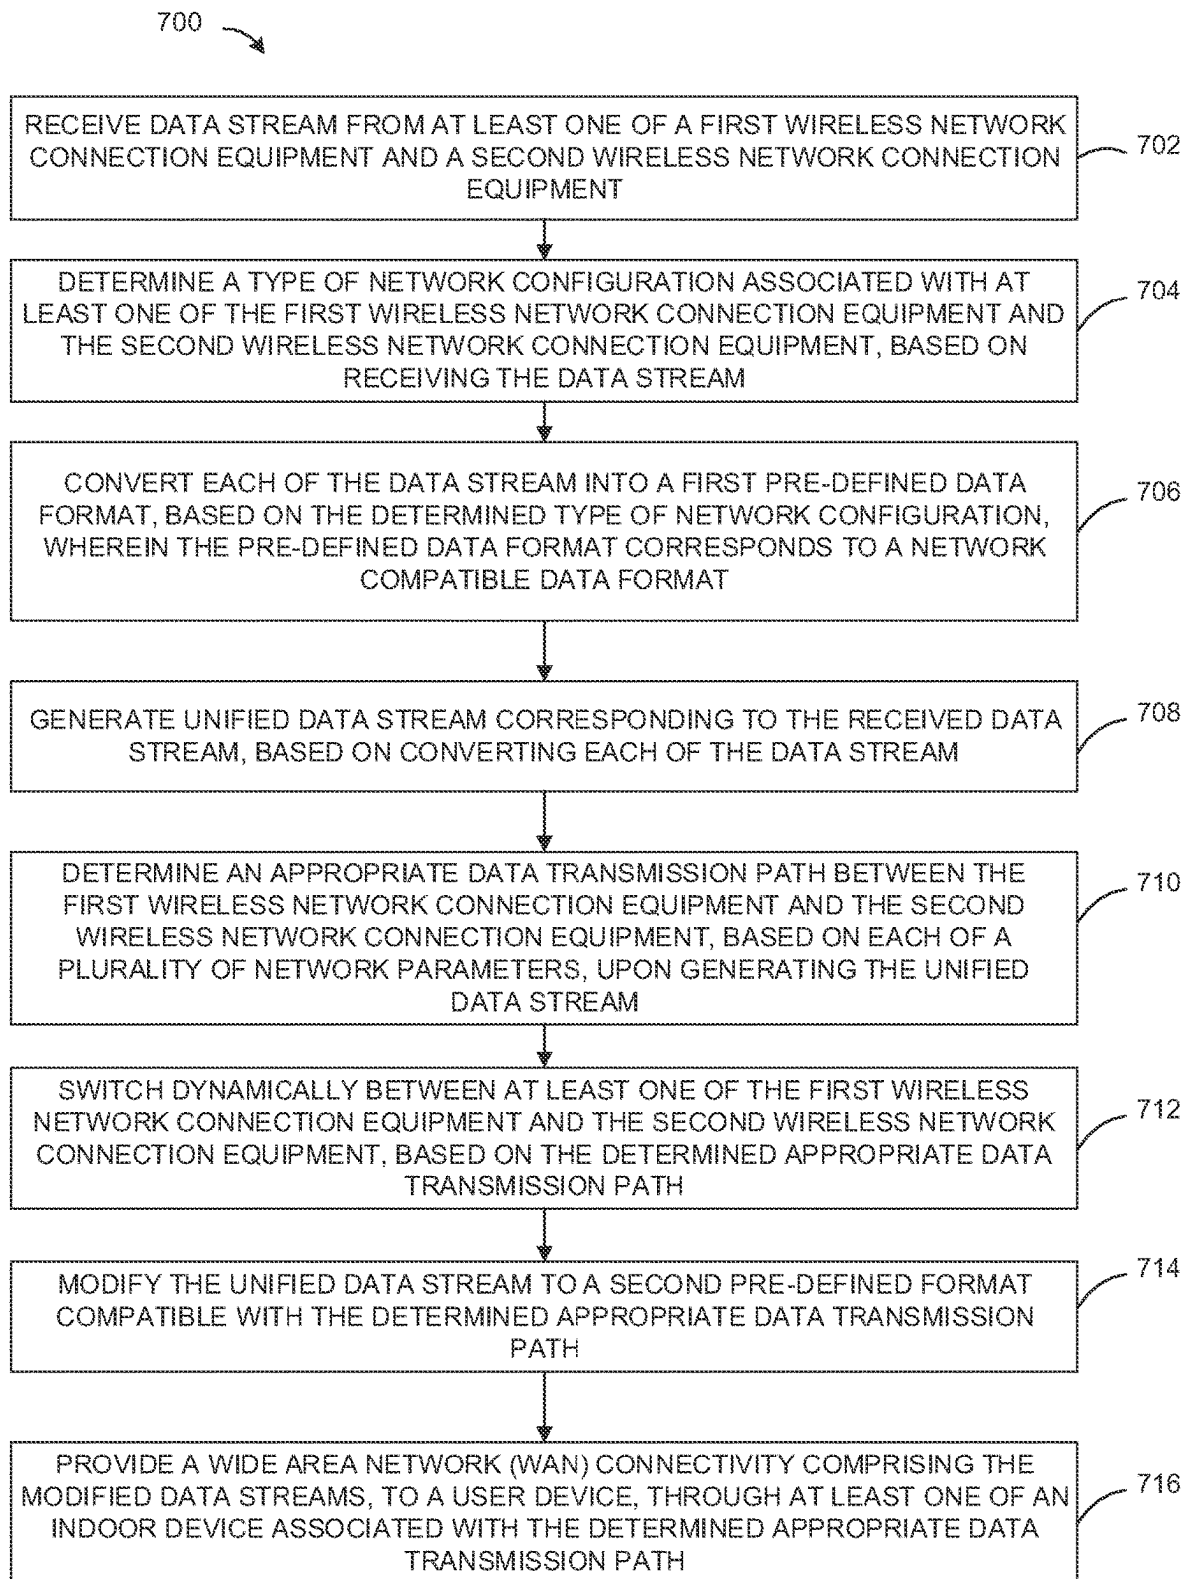 700
RECEIVE DATA STREAM FROM AT LEAST ONE OF A FIRST WIRELESS NETWORK
CONNECTION EQUIPMENT AND A SECOND WIRELESS NETWORK CONNECTION
EQUIPMENT
702
DETERMINE A TYPE OF NETWORK CONFIGURATION ASSOCIATED WITH AT
LEAST ONE OF THE FIRST WIRELESS NETWORK CONNECTION EQUIPMENT AND
THE SECOND WIRELESS NETWORK CONNECTION EQUIPMENT, BASED ON
RECEIVING THE DATA STREAM
704
CONVERT EACH OF THE DATA STREAM INTO A FIRST PRE-DEFINED DATA
FORMAT, BASED ON THE DETERMINED TYPE OF NETWORK CONFIGURATION,
WHEREIN THE PRE-DEFINED DATA FORMAT CORRESPONDS TO A NETWORK
COMPATIBLE DATA FORMAT
706
GENERATE UNIFIED DATA STREAM CORRESPONDING TO THE RECEIVED DATA
STREAM, BASED ON CONVERTING EACH OF THE DATA STREAM
708
DETERMINE AN APPROPRIATE DATA TRANSMISSION PATH BETWEEN THE
FIRST WIRELESS NETWORK CONNECTION EQUIPMENT AND THE SECOND
WIRELESS NETWORK CONNECTION EQUIPMENT, BASED ON EACH OF A
PLURALITY OF NETWORK PARAMETERS, UPON GENERATING THE UNIFIED
DATA STREAM
710
SWITCH DYNAMICALLY BETWEEN AT LEAST ONE OF THE FIRST WIRELESS
NETWORK CONNECTION EQUIPMENT AND THE SECOND WIRELESS NETWORK
CONNECTION EQUIPMENT, BASED ON THE DETERMINED APPROPRIATE DATA
TRANSMISSION PATH
712
MODIFY THE UNIFIED DATA STREAM TO A SECOND PRE-DEFINED FORMAT
COMPATIBLE WITH THE DETERMINED APPROPRIATE DATA TRANSMISSION
PATH
714
PROVIDE A WIDE AREA NETWORK (WAN) CONNECTIVITY COMPRISING THE
MODIFIED DATA STREAMS, TO A USER DEVICE, THROUGH AT LEAST ONE OF AN
INDOOR DEVICE ASSOCIATED WITH THE DETERMINED APPROPRIATE DATA
TRANSMISSION PATH
716